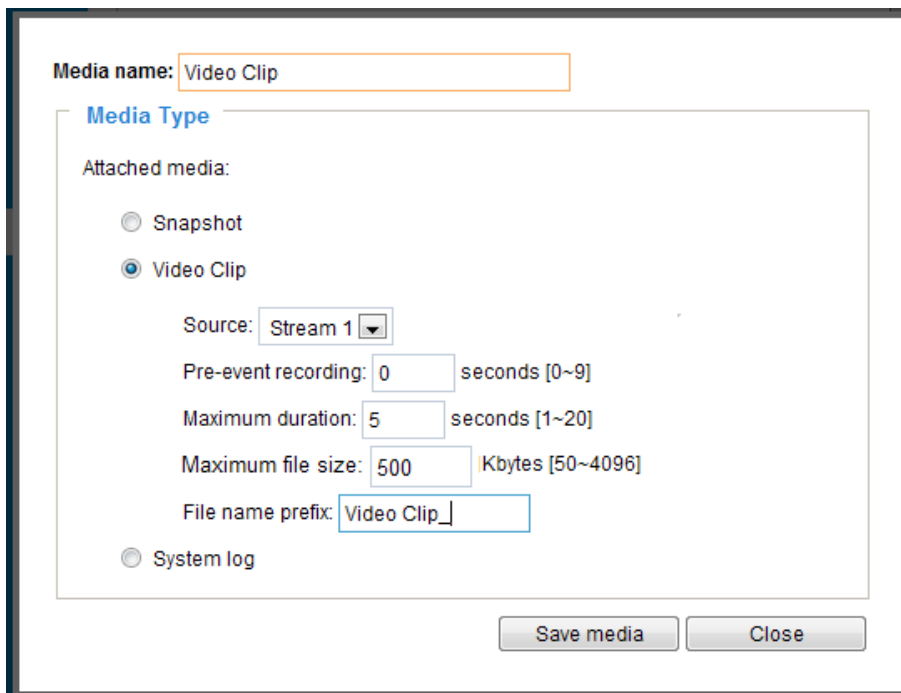 Media name: Video Clip
Media Type
Attached media:
Snapshot
Video Clip
Source: Stream 1
Pre-event recording: 0 seconds [0~9]
Maximum duration: 5 seconds [1~20]
Maximum file size: 500 Kbytes [50~4096]
File name prefix: Video Clip_
System log
Save media Close